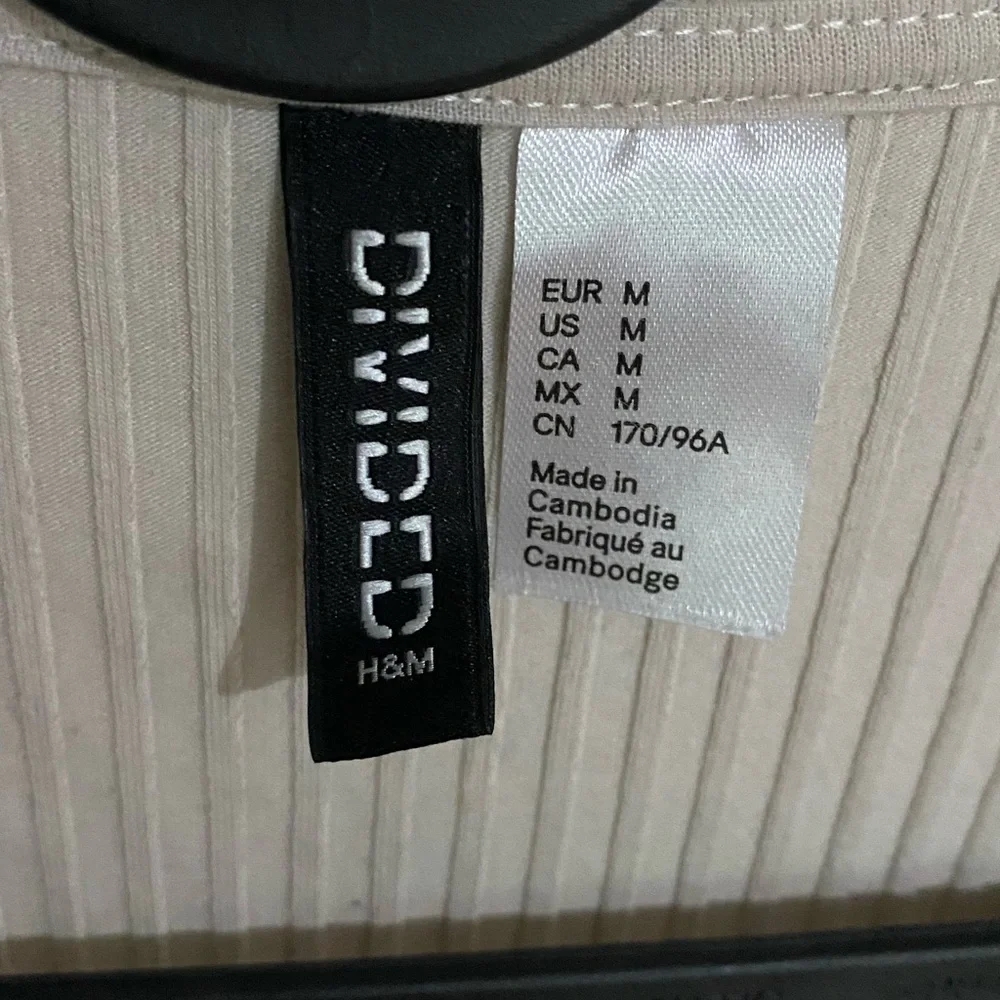 DIVIDED
H&M
EUR M
US M
CA M
MX M
CN 170/96A
Made in
Cambodia
Fabriqué au
Cambodge